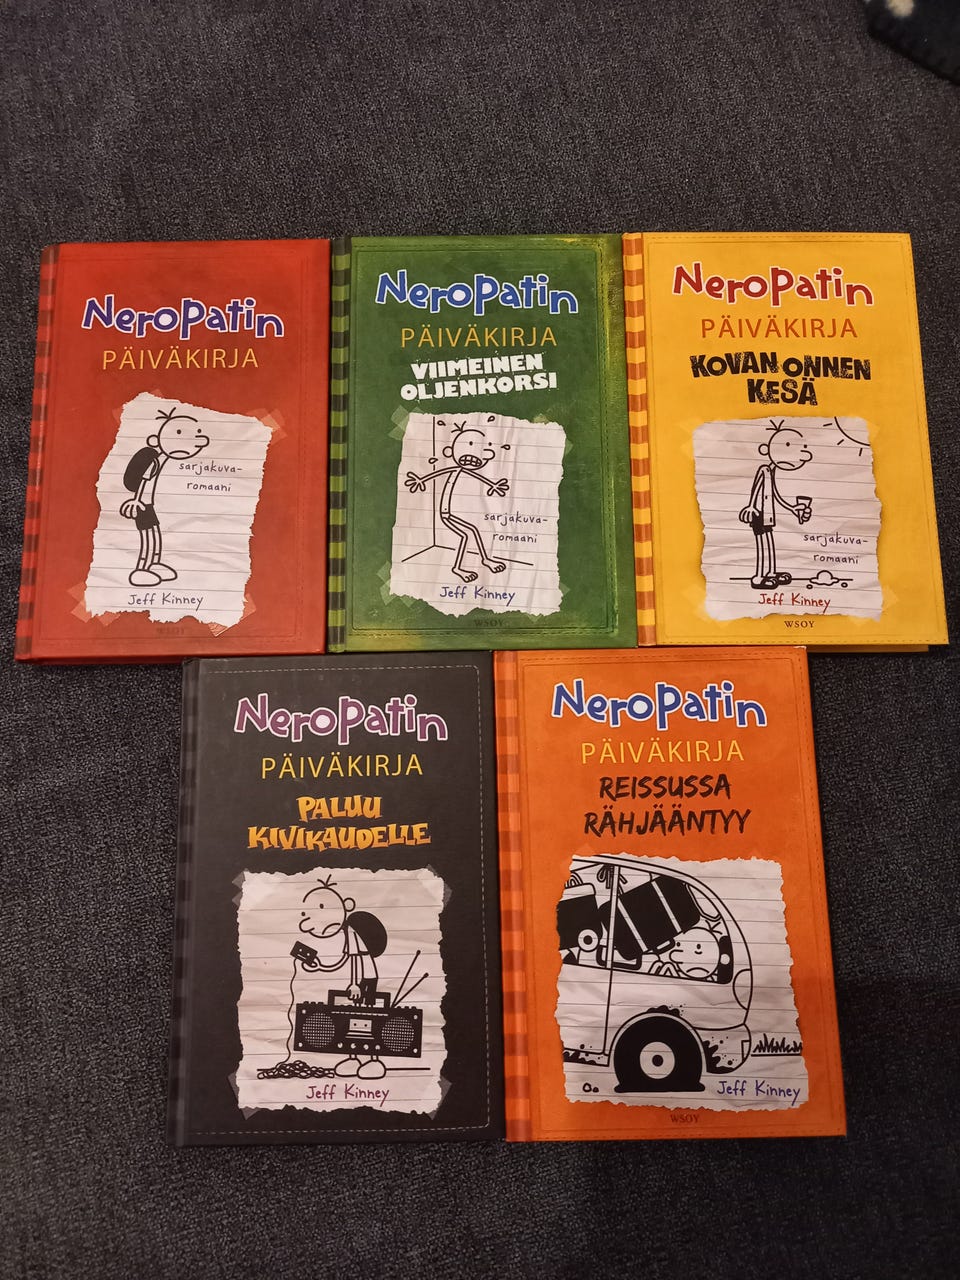 NeroPatin
PÄIVÄKIRJA
sarjakuva-
romaani
Jeff Kinney
WSOY
NeroPatin
PÄIVÄKIRJA
VIIMEINEN
OLJENKORSI
sarjakuva-
romaani
Jeff Kinney
WSOY
NeroPatin
PÄIVÄKIRJA
KOVAN ONNEN
KESÄ
sarjakuva-
romaani
Jeff Kinney
WSOY
NeroPatin
PÄIVÄKIRJA
PALUU
KIVIKAUDELLE
Jeff Kinney
NeroPatin
PÄIVÄKIRJA
REISSUSSA
RÄHJÄÄNTYY
Jeff Kinney
WSOY